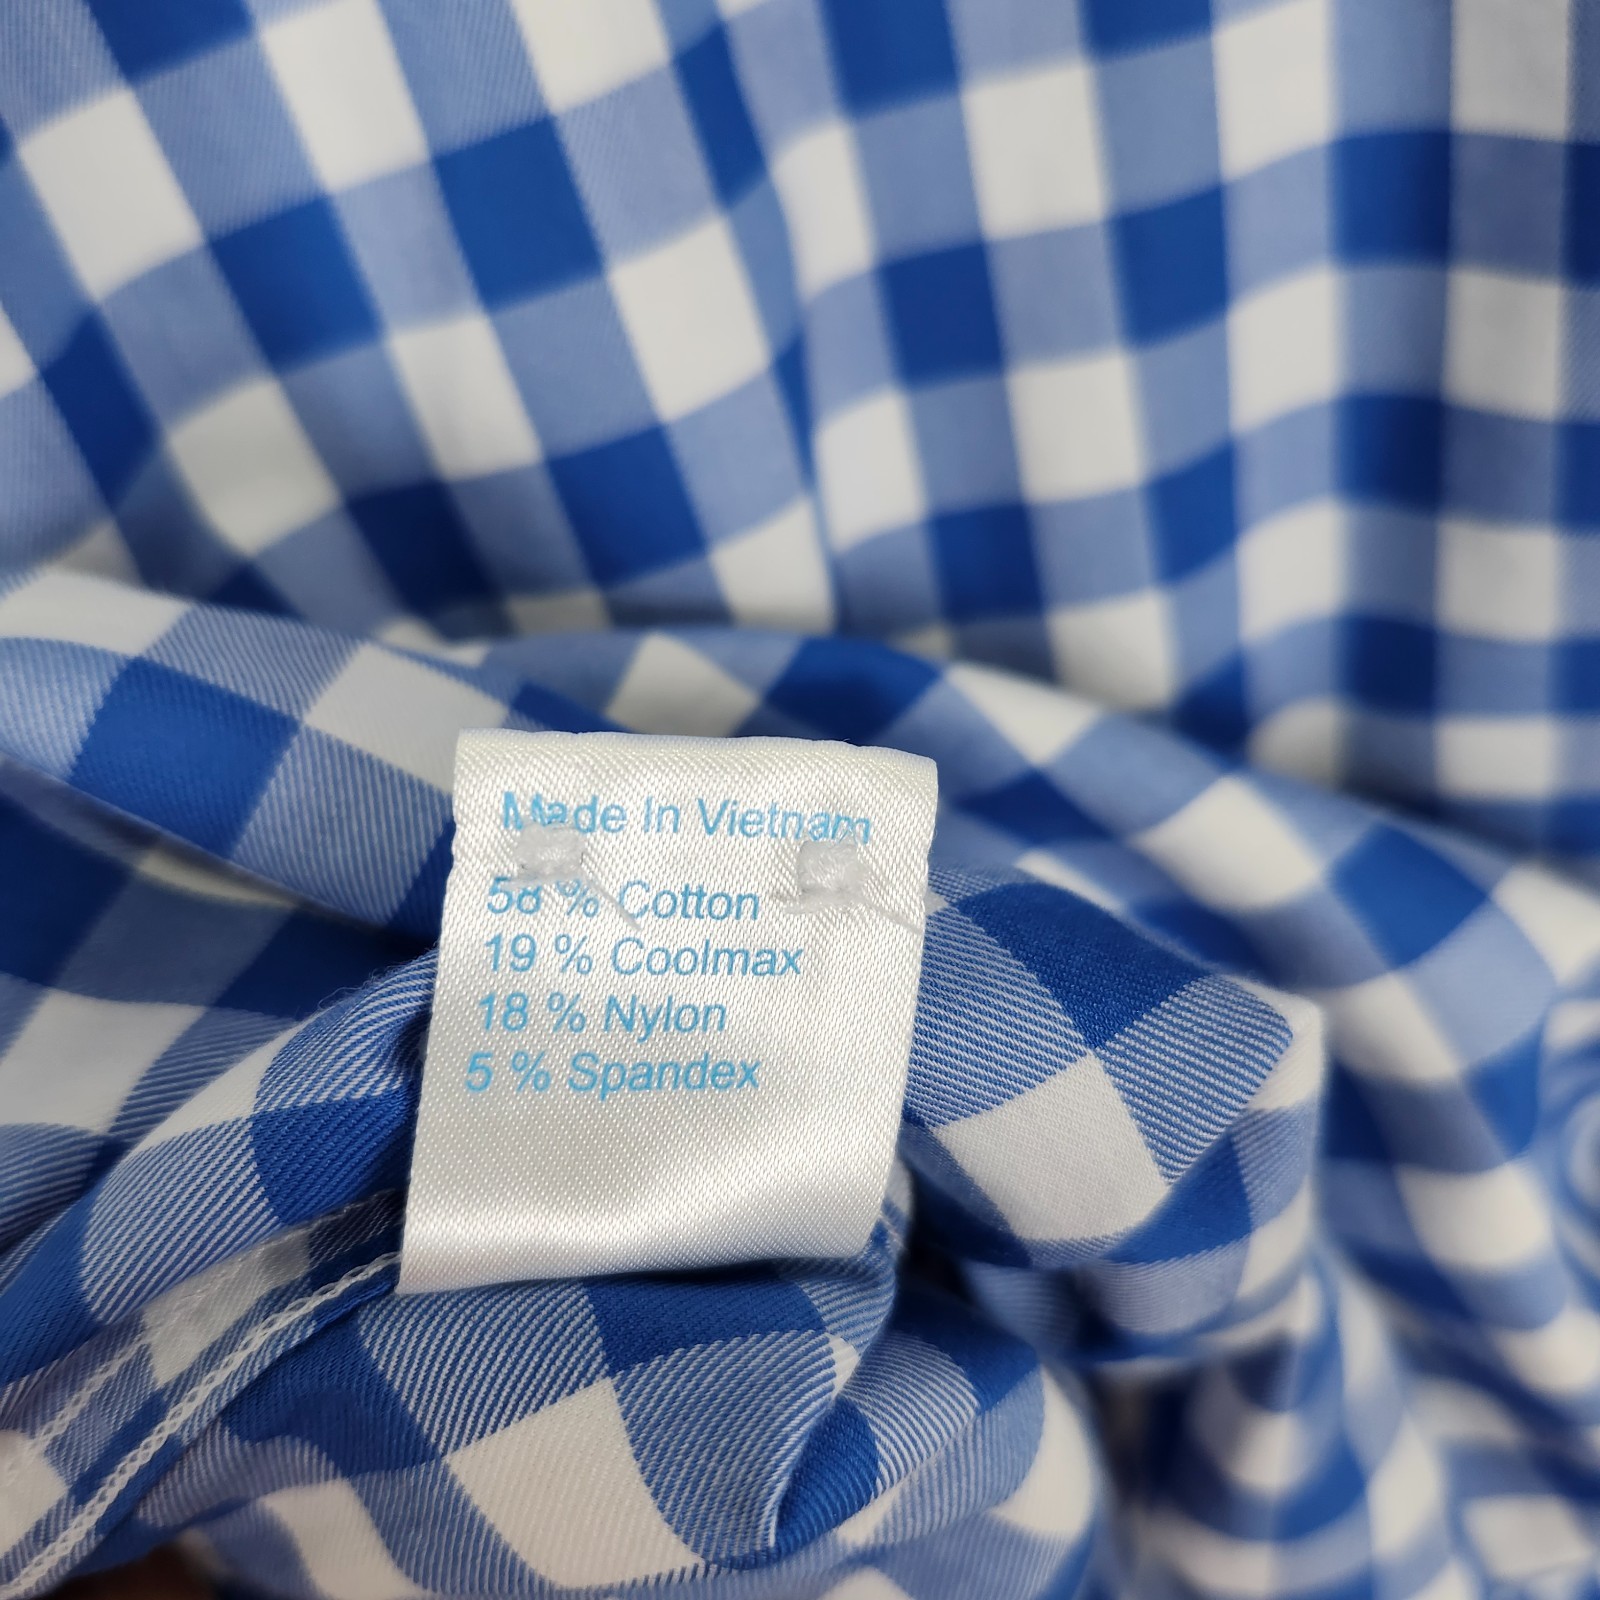 Made In Vietnam
58 % Cotton
19 % Coolmax
18 % Nylon
5 % Spandex